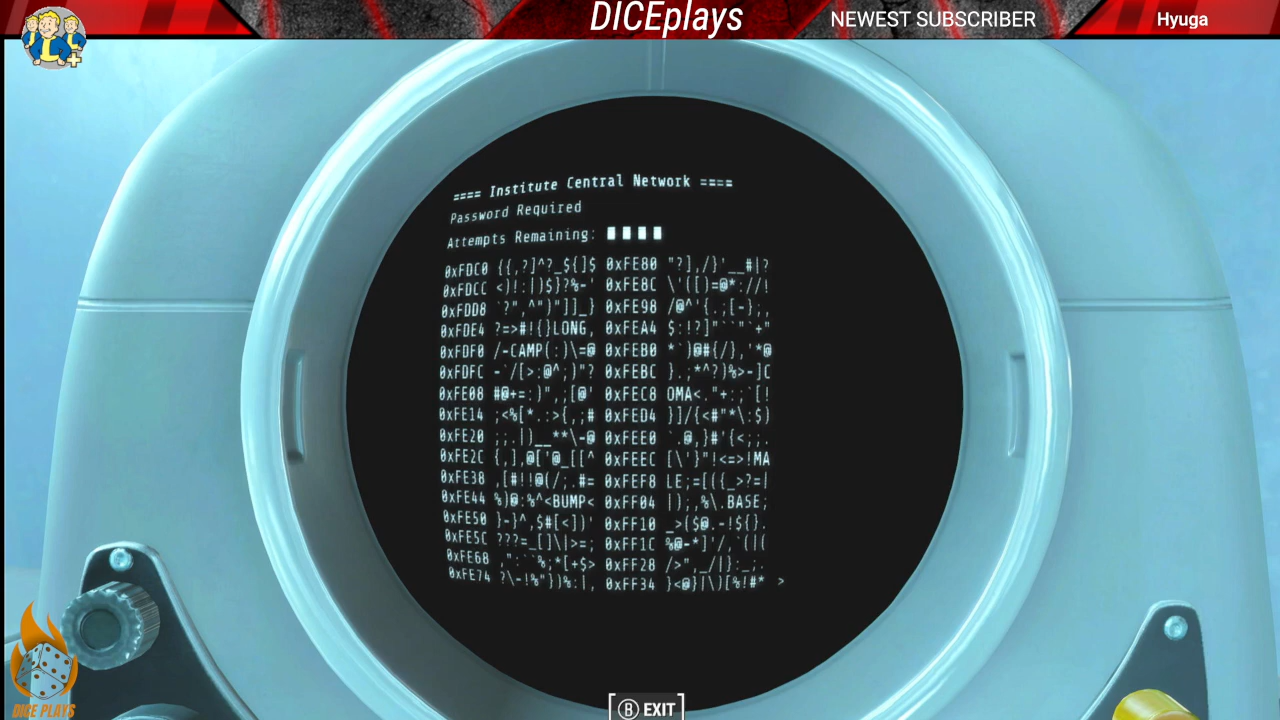 DICEplays
NEWEST SUBSCRIBER
Hyuga
==== Institute Central Network ====
Password Required
Attempts Remaining: ■ ■ ■ ■
0xFDC0 {{,?]^?_${]$ 0xFE80 "?],/}'__#|?
0xFDCC <)!:|)$}?%-' 0xFE8C \'([)=@*://!
0xFDD8 `?",^")"]]_} 0xFE98 /@^'{.;[-};,
0xFDE4 ?=>#!{}LONG, 0xFEA4 $:!?]"``"`+"
0xFDF0 /-CAMP(:)\=@ 0xFEB0 *`)@#{/},'*@
0xFDFC -`/[>:@^;)"? 0xFEBC }.;*^?)%>-]C
0xFE08 #@+=:)",;[@' 0xFEC8 OMA<."+:;`[!
0xFE14 ;<%[*.:>{,;# 0xFED4 }]/{<#"*\:$)
0xFE20 ;;.|)__**\-@ 0xFEE0 `.@,}#'{<;;.
0xFE2C {,],@['@_[[^ 0xFEEC [\'}"!<=>!MA
0xFE38 ,[#!!@(/;.#= 0xFEF8 LE;=[({_>?=|
0xFE44 %)@:%^<BUMP< 0xFF04 |);,%\.BASE;
0xFE50 }-}^,$#[<])' 0xFF10 _>($@.-!${}.
0xFE5C ???=_[]\|>=; 0xFF1C %@-*]'/,`(|(
0xFE68 ,":``%;*[+$> 0xFF28 />",_/|}:_;.
0xFE74 ?\-!%"))%:|, 0xFF34 }<@}|\)[%!#* >
DICE PLAYS
B EXIT